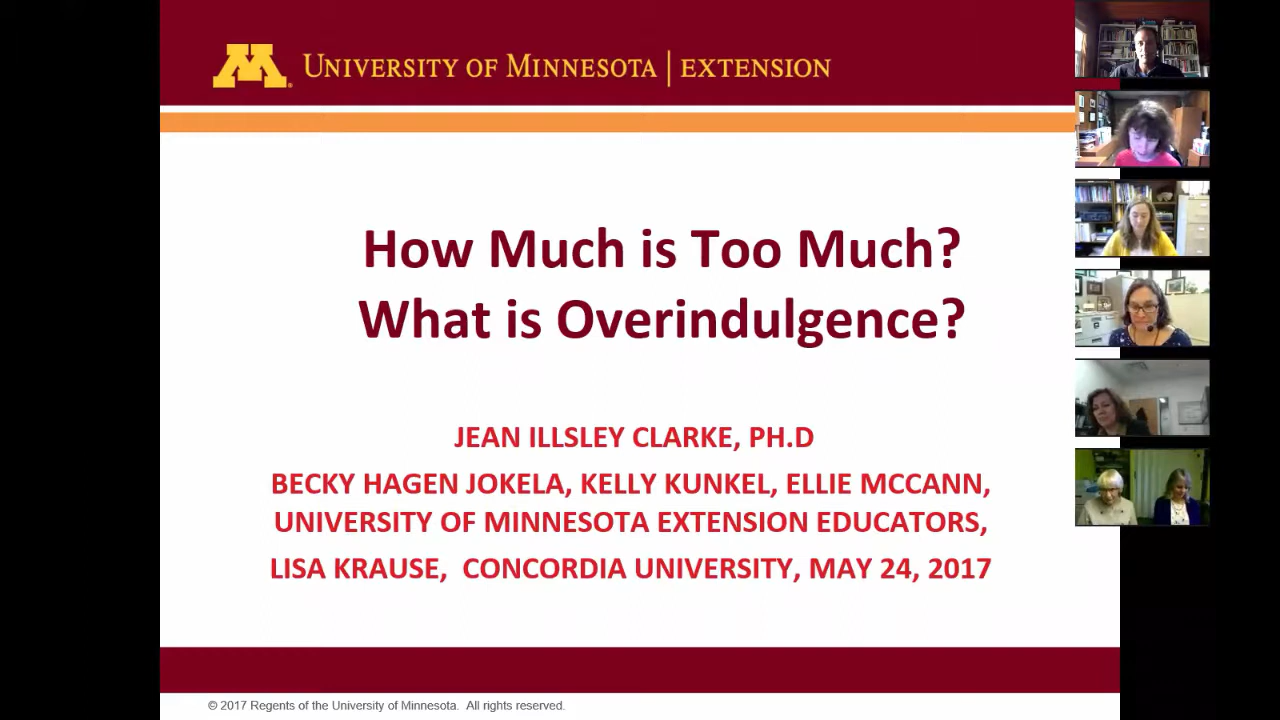 M
UNIVERSITY OF MINNESOTA | EXTENSION
How Much is Too Much?
What is Overindulgence?
JEAN ILLSLEY CLARKE, PH.D
BECKY HAGEN JOKELA, KELLY KUNKEL, ELLIE MCCANN,
UNIVERSITY OF MINNESOTA EXTENSION EDUCATORS,
LISA KRAUSE, CONCORDIA UNIVERSITY, MAY 24, 2017
© 2017 Regents of the University of Minnesota. All rights reserved.